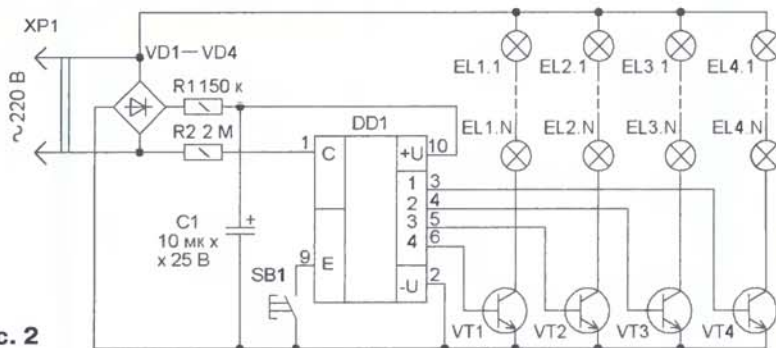 XP1
~220 В
VD1—VD4
R1 150 к
R2 2 М
C1
10 мк x
x 25 В
SB1
DD1
1
C
9
E
+U
10
1
3
2
4
3
5
4
6
-U
2
EL1.1
EL2.1
EL3.1
EL4.1
EL1.N
EL2.N
EL3.N
EL4.N
VT1
VT2
VT3
VT4
с. 2